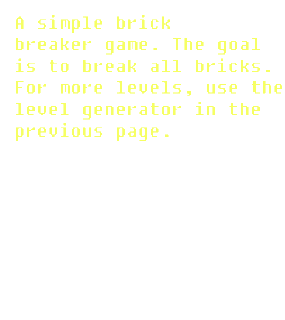 A simple brick
breaker game. The goal
is to break all bricks.
For more levels, use the
level generator in the
previous page.